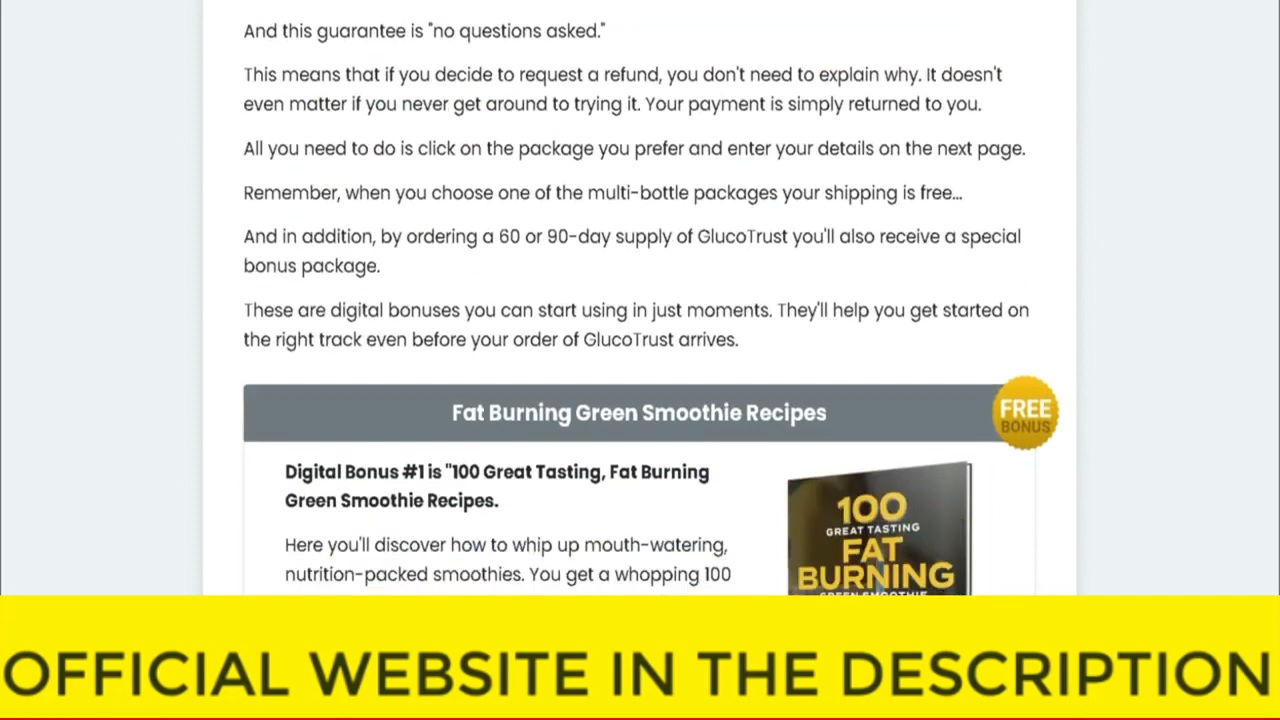 And this guarantee is "no questions asked."
This means that if you decide to request a refund, you don't need to explain why. It doesn't
even matter if you never get around to trying it. Your payment is simply returned to you.
All you need to do is click on the package you prefer and enter your details on the next page.
Remember, when you choose one of the multi-bottle packages your shipping is free...
And in addition, by ordering a 60 or 90-day supply of GlucoTrust you'll also receive a special
bonus package.
These are digital bonuses you can start using in just moments. They'll help you get started on
the right track even before your order of GlucoTrust arrives.
Fat Burning Green Smoothie Recipes
FREE
BONUS
Digital Bonus #1 is "100 Great Tasting, Fat Burning
Green Smoothie Recipes.
Here you'll discover how to whip up mouth-watering,
nutrition-packed smoothies. You get a whopping 100
100
GREAT TASTING
FAT
BURNING
GREEN SMOOTHIE
OFFICIAL WEBSITE IN THE DESCRIPTION